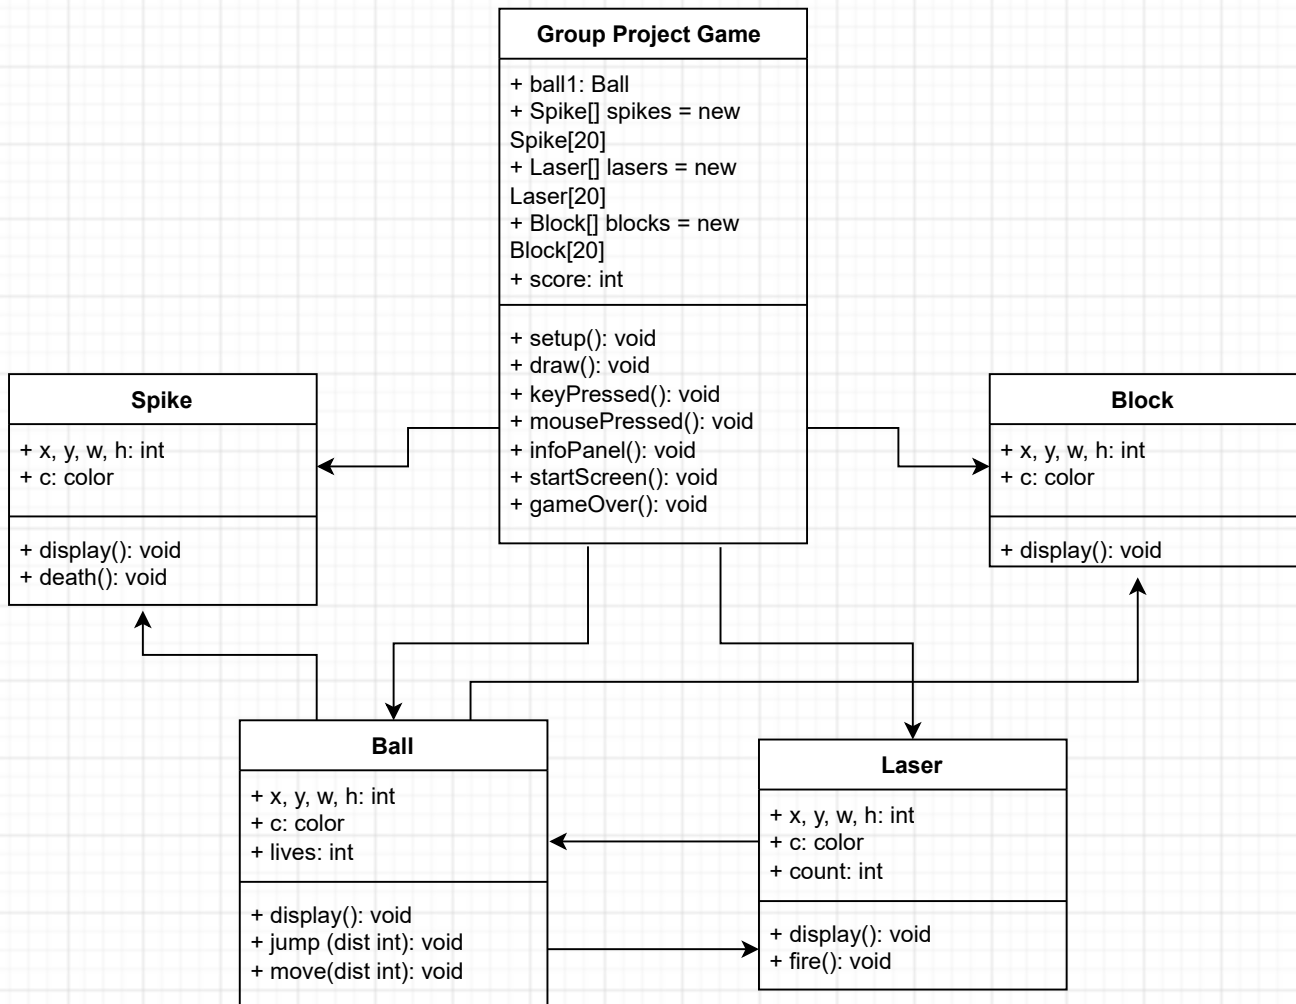 Group Project Game
+ ball1: Ball
+ Spike[] spikes = new
Spike[20]
+ Laser[] lasers = new
Laser[20]
+ Block[] blocks = new
Block[20]
+ score: int
+ setup(): void
+ draw(): void
+ keyPressed(): void
+ mousePressed(): void
+ infoPanel(): void
+ startScreen(): void
+ gameOver(): void
Spike
+ x, y, w, h: int
+ c: color
+ display(): void
+ death(): void
Block
+ x, y, w, h: int
+ c: color
+ display(): void
Ball
+ x, y, w, h: int
+ c: color
+ lives: int
+ display(): void
+ jump (dist int): void
+ move(dist int): void
Laser
+ x, y, w, h: int
+ c: color
+ count: int
+ display(): void
+ fire(): void